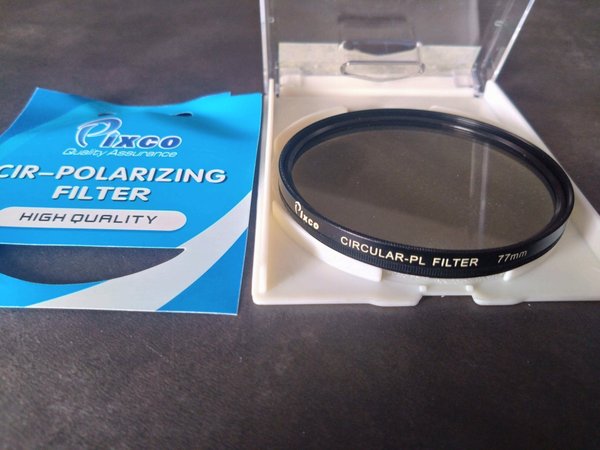 Pixco
Quality Assurance
CIR-POLARIZING
FILTER
HIGH QUALITY
Pixco CIRCULAR-PL FILTER 77mm